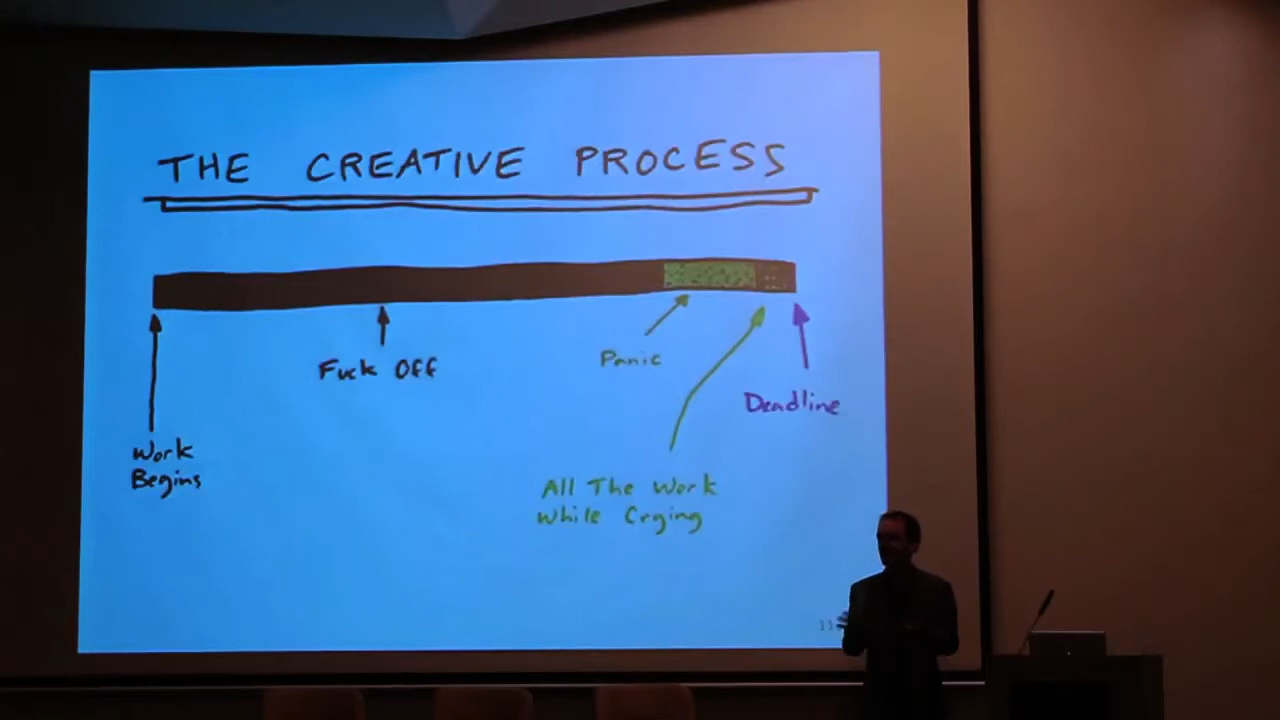 THE CREATIVE PROCESS
Fuck Off
Panic
Deadline
Work
Begins
All The Work
While Crying